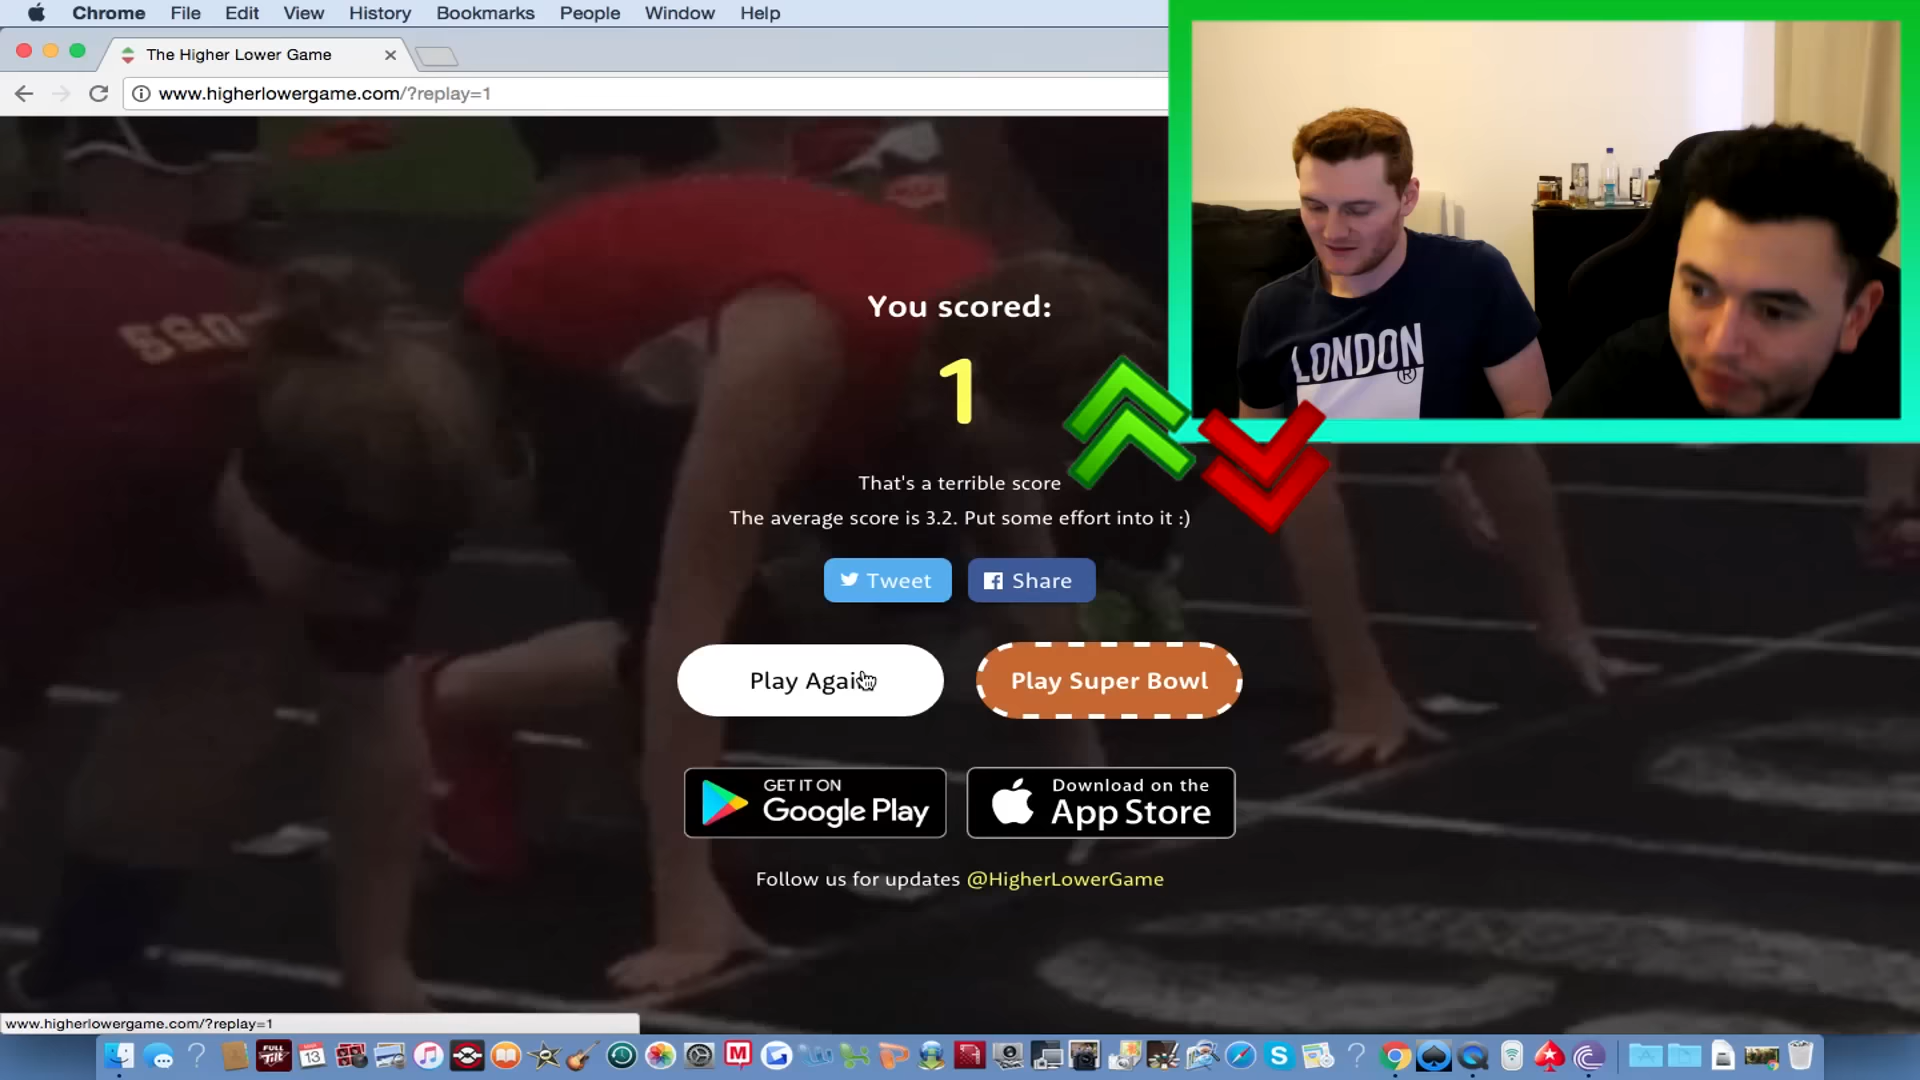 Chrome File Edit View History Bookmarks People Window Help
The Higher Lower Game
www.higherlowergame.com/?replay=1
You scored:
1
LONDON
®
That's a terrible score
The average score is 3.2. Put some effort into it :)
Tweet
Share
Play Again
Play Super Bowl
GET IT ON
Google Play
Download on the
App Store
Follow us for updates @HigherLowerGame
www.higherlowergame.com/?replay=1
FULL
TILT
13